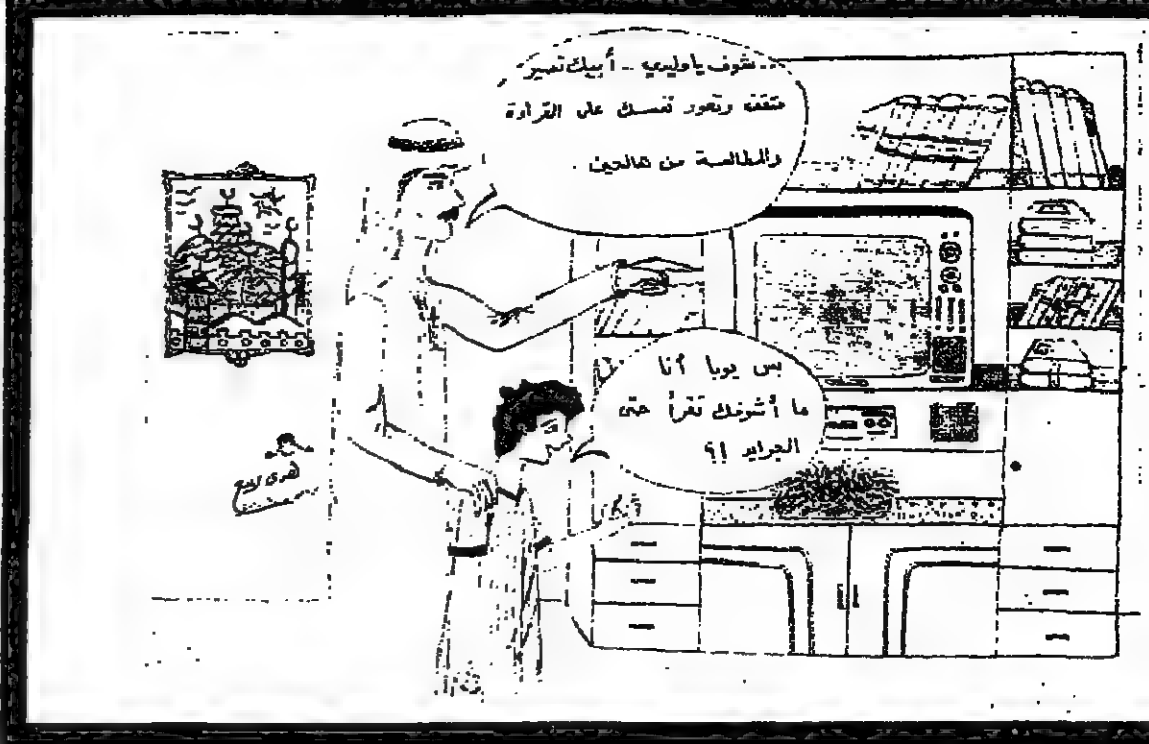 شوف ياوليدي .. أبيك تصير
مثقف وتعود نفسك على القراءة
والمطالعة من هالحين .
بس يوبا أنا
ما أشوفك تقرأ حتى
الجرايد ؟!
هدى